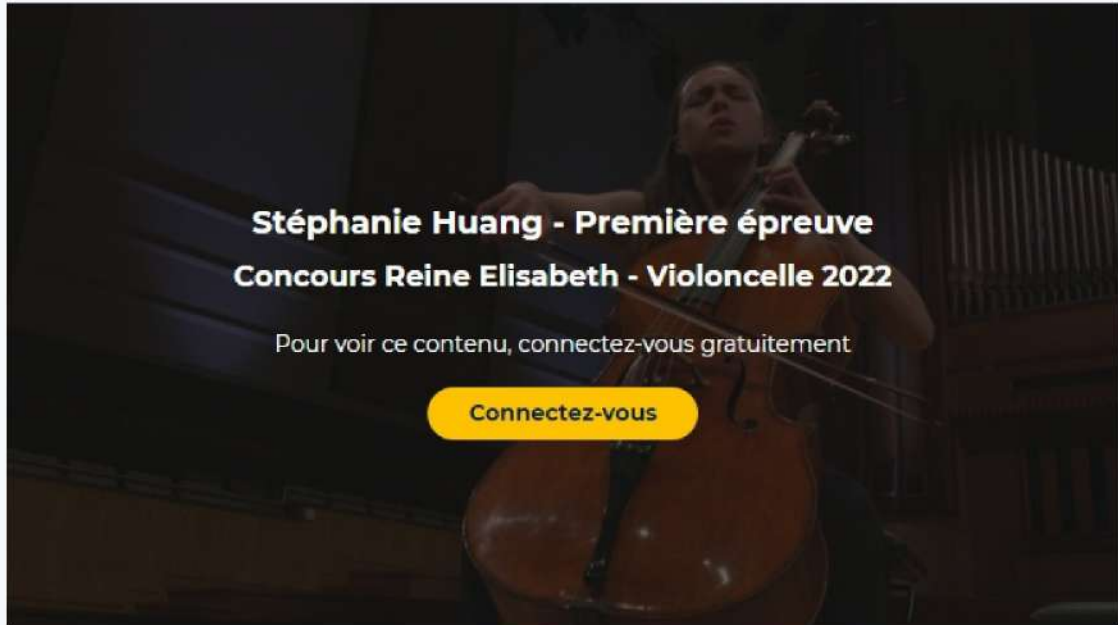 Stéphanie Huang - Première épreuve
Concours Reine Elisabeth - Violoncelle 2022
Pour voir ce contenu, connectez-vous gratuitement
Connectez-vous